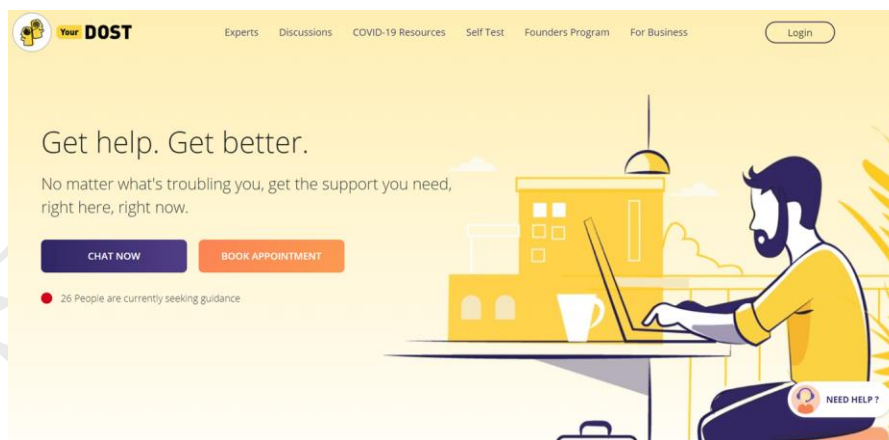 Your DOST
Experts Discussions COVID-19 Resources Self Test Founders Program For Business Login
Get help. Get better.
No matter what's troubling you, get the support you need,
right here, right now.
CHAT NOW BOOK APPOINTMENT
26 People are currently seeking guidance
NEED HELP ?